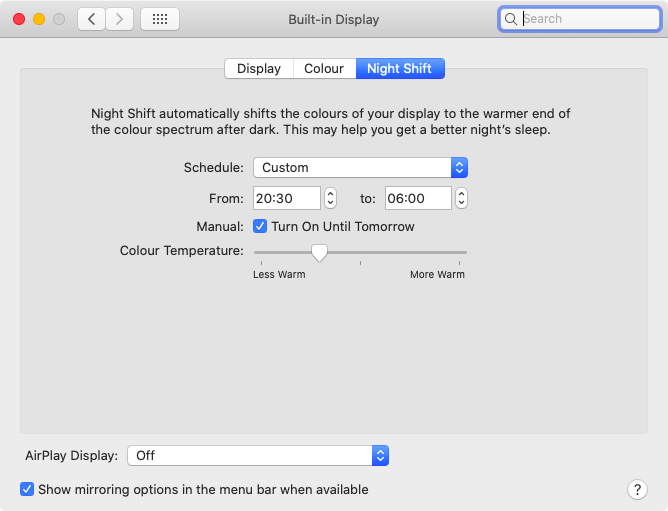 Built-in Display
Search
Display Colour Night Shift
Night Shift automatically shifts the colours of your display to the warmer end of
the colour spectrum after dark. This may help you get a better night's sleep.
Schedule: Custom
From: 20:30 to: 06:00
Manual: Turn On Until Tomorrow
Colour Temperature:
Less Warm More Warm
AirPlay Display: Off
Show mirroring options in the menu bar when available
?